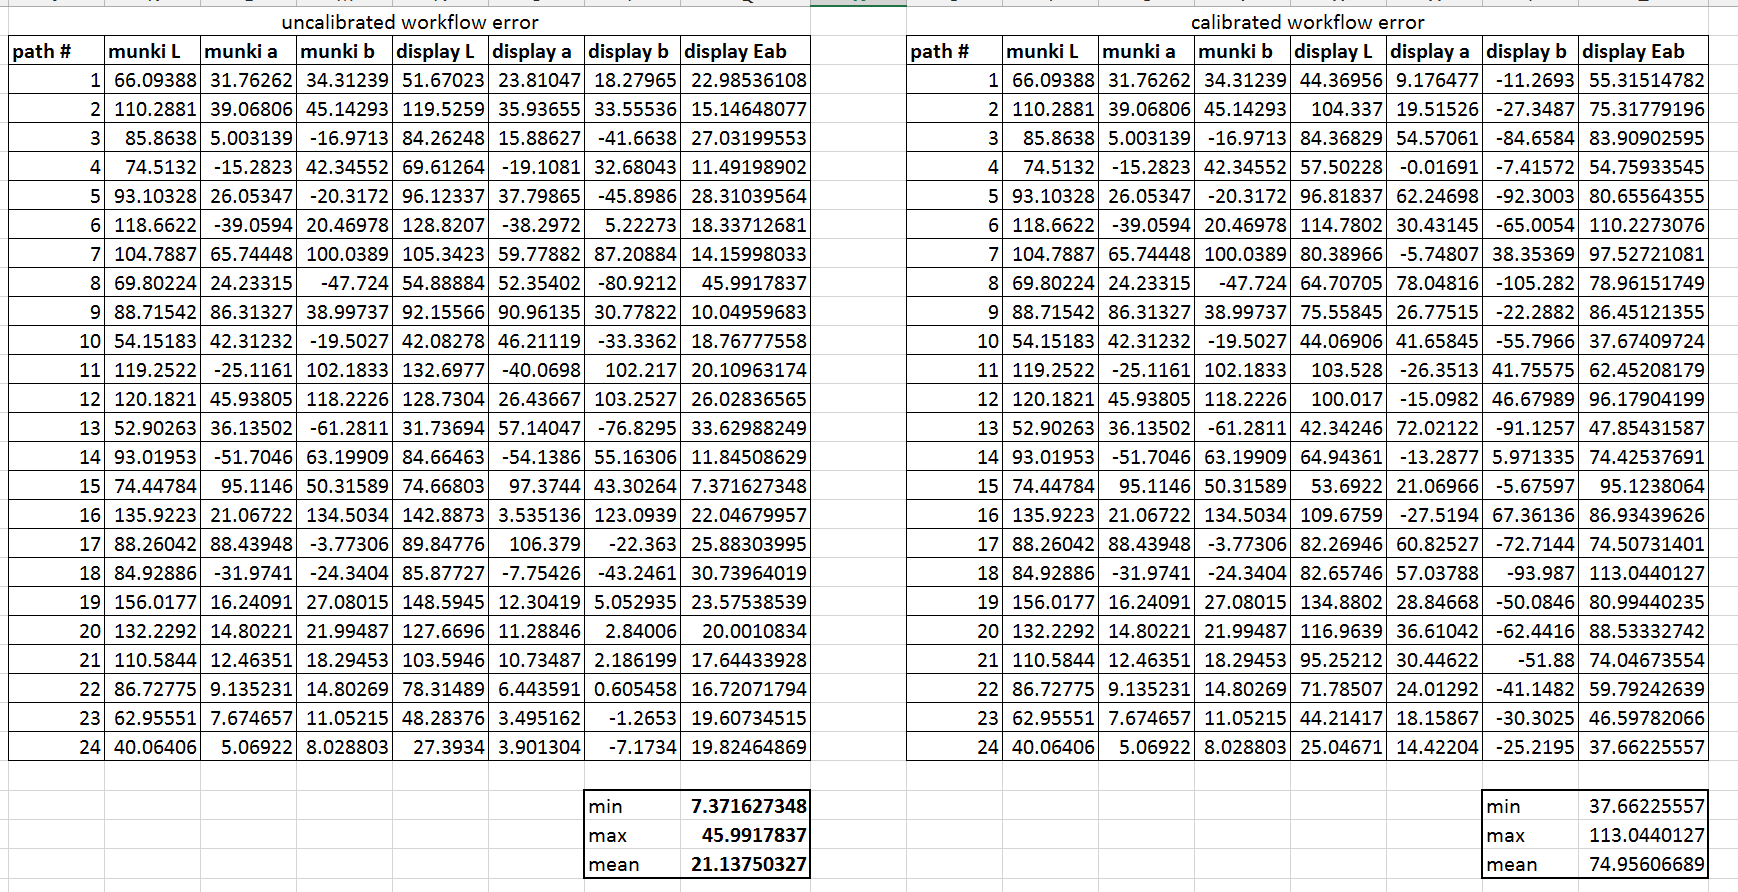 uncalibrated workflow error calibrated workflow error
path # munki L munki a munki b display L display a display b display Eab path # munki L munki a munki b display L display a display b display Eab
1 66.09388 31.76262 34.31239 51.67023 23.81047 18.27965 22.98536108 1 66.09388 31.76262 34.31239 44.36956 9.176477 -11.2693 55.31514782
2 110.2881 39.06806 45.14293 119.5259 35.93655 33.55536 15.14648077 2 110.2881 39.06806 45.14293 104.337 19.51526 -27.3487 75.31779196
3 85.8638 5.003139 -16.9713 84.26248 15.88627 -41.6638 27.03199553 3 85.8638 5.003139 -16.9713 84.36829 54.57061 -84.6584 83.90902595
4 74.5132 -15.2823 42.34552 69.61264 -19.1081 32.68043 11.49198902 4 74.5132 -15.2823 42.34552 57.50228 -0.01691 -7.41572 54.75933545
5 93.10328 26.05347 -20.3172 96.12337 37.79865 -45.8986 28.31039564 5 93.10328 26.05347 -20.3172 96.81837 62.24698 -92.3003 80.65564355
6 118.6622 -39.0594 20.46978 128.8207 -38.2972 5.22273 18.33712681 6 118.6622 -39.0594 20.46978 114.7802 30.43145 -65.0054 110.2273076
7 104.7887 65.74448 100.0389 105.3423 59.77882 87.20884 14.15998033 7 104.7887 65.74448 100.0389 80.38966 -5.74807 38.35369 97.52721081
8 69.80224 24.23315 -47.724 54.88884 52.35402 -80.9212 45.9917837 8 69.80224 24.23315 -47.724 64.70705 78.04816 -105.282 78.96151749
9 88.71542 86.31327 38.99737 92.15566 90.96135 30.77822 10.04959683 9 88.71542 86.31327 38.99737 75.55845 26.77515 -22.2882 86.45121355
10 54.15183 42.31232 -19.5027 42.08278 46.21119 -33.3362 18.76777558 10 54.15183 42.31232 -19.5027 44.06906 41.65845 -55.7966 37.67409724
11 119.2522 -25.1161 102.1833 132.6977 -40.0698 102.217 20.10963174 11 119.2522 -25.1161 102.1833 103.528 -26.3513 41.75575 62.45208179
12 120.1821 45.93805 118.2226 128.7304 26.43667 103.2527 26.02836565 12 120.1821 45.93805 118.2226 100.017 -15.0982 46.67989 96.17904199
13 52.90263 36.13502 -61.2811 31.73694 57.14047 -76.8295 33.62988249 13 52.90263 36.13502 -61.2811 42.34246 72.02122 -91.1257 47.85431587
14 93.01953 -51.7046 63.19909 84.66463 -54.1386 55.16306 11.84508629 14 93.01953 -51.7046 63.19909 64.94361 -13.2877 5.971335 74.42537691
15 74.44784 95.1146 50.31589 74.66803 97.3744 43.30264 7.371627348 15 74.44784 95.1146 50.31589 53.6922 21.06966 -5.67597 95.1238064
16 135.9223 21.06722 134.5034 142.8873 3.535136 123.0939 22.04679957 16 135.9223 21.06722 134.5034 109.6759 -27.5194 67.36136 86.93439626
17 88.26042 88.43948 -3.77306 89.84776 106.379 -22.363 25.88303995 17 88.26042 88.43948 -3.77306 82.26946 60.82527 -72.7144 74.50731401
18 84.92886 -31.9741 -24.3404 85.87727 -7.75426 -43.2461 30.73964019 18 84.92886 -31.9741 -24.3404 82.65746 57.03788 -93.987 113.0440127
19 156.0177 16.24091 27.08015 148.5945 12.30419 5.052935 23.57538539 19 156.0177 16.24091 27.08015 134.8802 28.84668 -50.0846 80.99440235
20 132.2292 14.80221 21.99487 127.6696 11.28846 2.84006 20.0010834 20 132.2292 14.80221 21.99487 116.9639 36.61042 -62.4416 88.53332742
21 110.5844 12.46351 18.29453 103.5946 10.73487 2.186199 17.64433928 21 110.5844 12.46351 18.29453 95.25212 30.44622 -51.88 74.04673554
22 86.72775 9.135231 14.80269 78.31489 6.443591 0.605458 16.72071794 22 86.72775 9.135231 14.80269 71.78507 24.01292 -41.1482 59.79242639
23 62.95551 7.674657 11.05215 48.28376 3.495162 -1.2653 19.60734515 23 62.95551 7.674657 11.05215 44.21417 18.15867 -30.3025 46.59782066
24 40.06406 5.06922 8.028803 27.3934 3.901304 -7.1734 19.82464869 24 40.06406 5.06922 8.028803 25.04671 14.42204 -25.2195 37.66225557
min 7.371627348 min 37.66225557
max 45.9917837 max 113.0440127
mean 21.13750327 mean 74.95606689